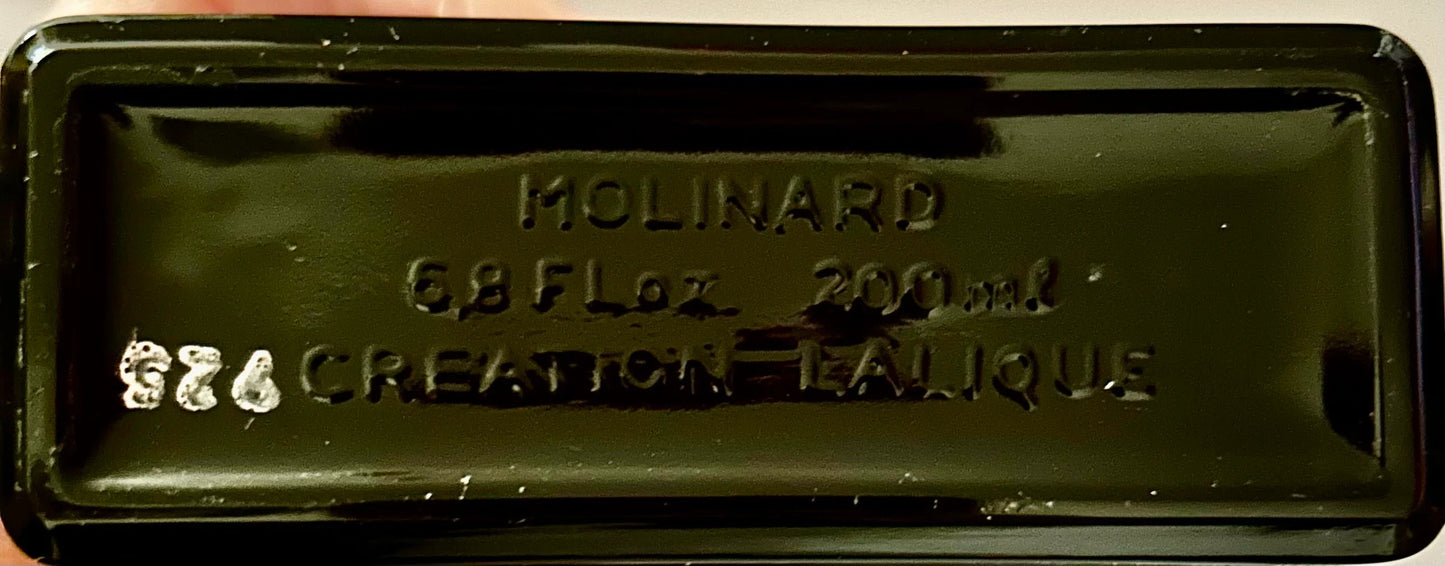 MOLINARD
6,8 FL oz 200 ml
CREATION LALIQUE